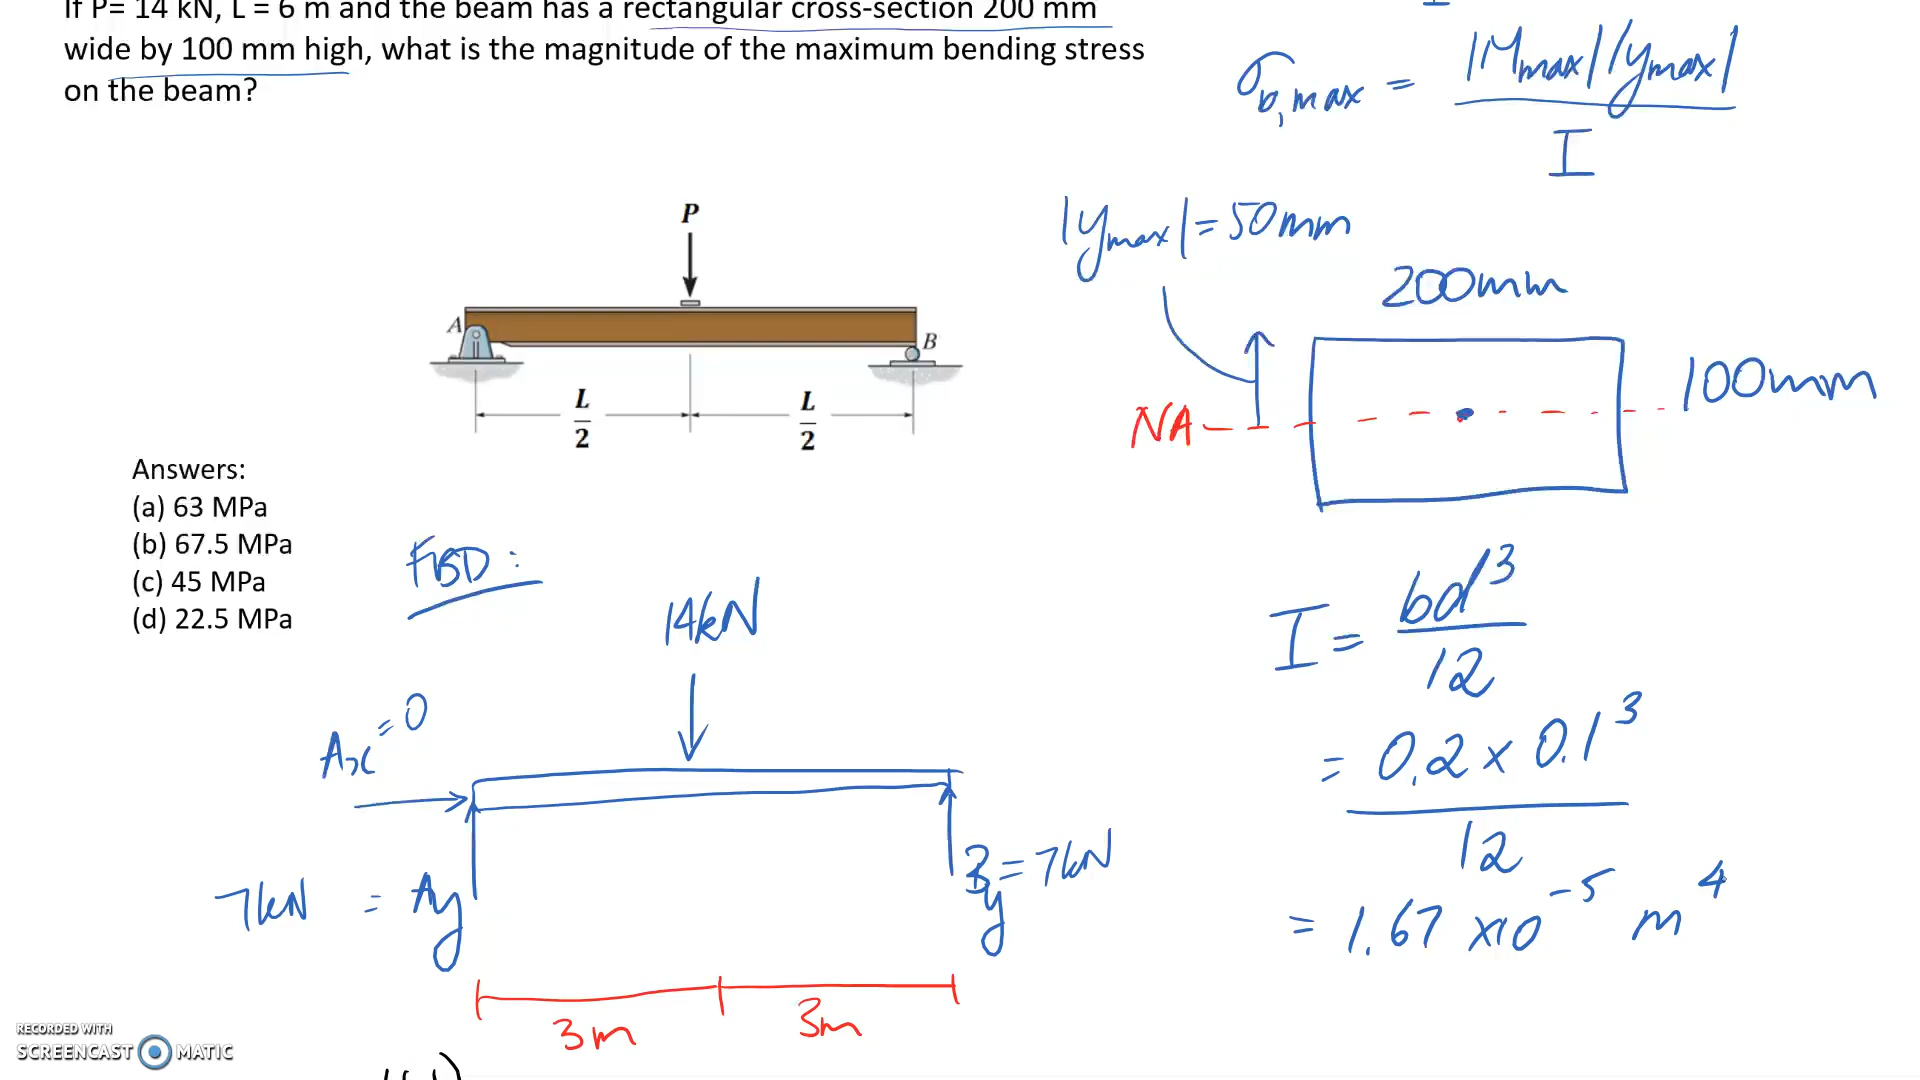 If P= 14 kN, L = 6 m and the beam has a rectangular cross-section 200 mm
wide by 100 mm high, what is the magnitude of the maximum bending stress
on the beam?
σb,max = |Mmax| |ymax|
I
|ymax| = 50mm
200mm
100mm
NA
P
A
B
L
2
L
2
Answers:
(a) 63 MPa
(b) 67.5 MPa
(c) 45 MPa
(d) 22.5 MPa
FBD:
14kN
Ax = 0
7kN = Ay
By = 7kN
3m
3m
I = bd³
12
= 0.2 x 0.1³
12
= 1.67 x10⁻⁵ m⁴
RECORDED WITH
SCREENCAST MATIC